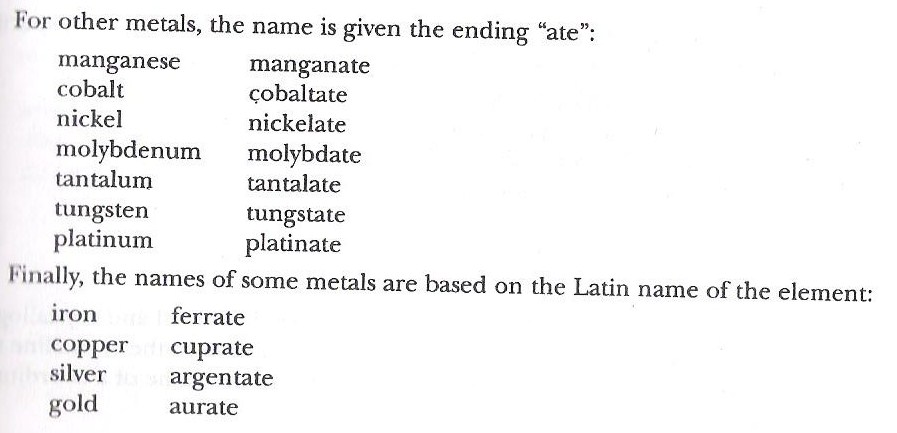 For other metals, the name is given the ending “ate”:
manganese manganate
cobalt çobaltate
nickel nickelate
molybdenum molybdate
tantalum tantalate
tungsten tungstate
platinum platinate
Finally, the names of some metals are based on the Latin name of the element:
iron ferrate
copper cuprate
silver argentate
gold aurate